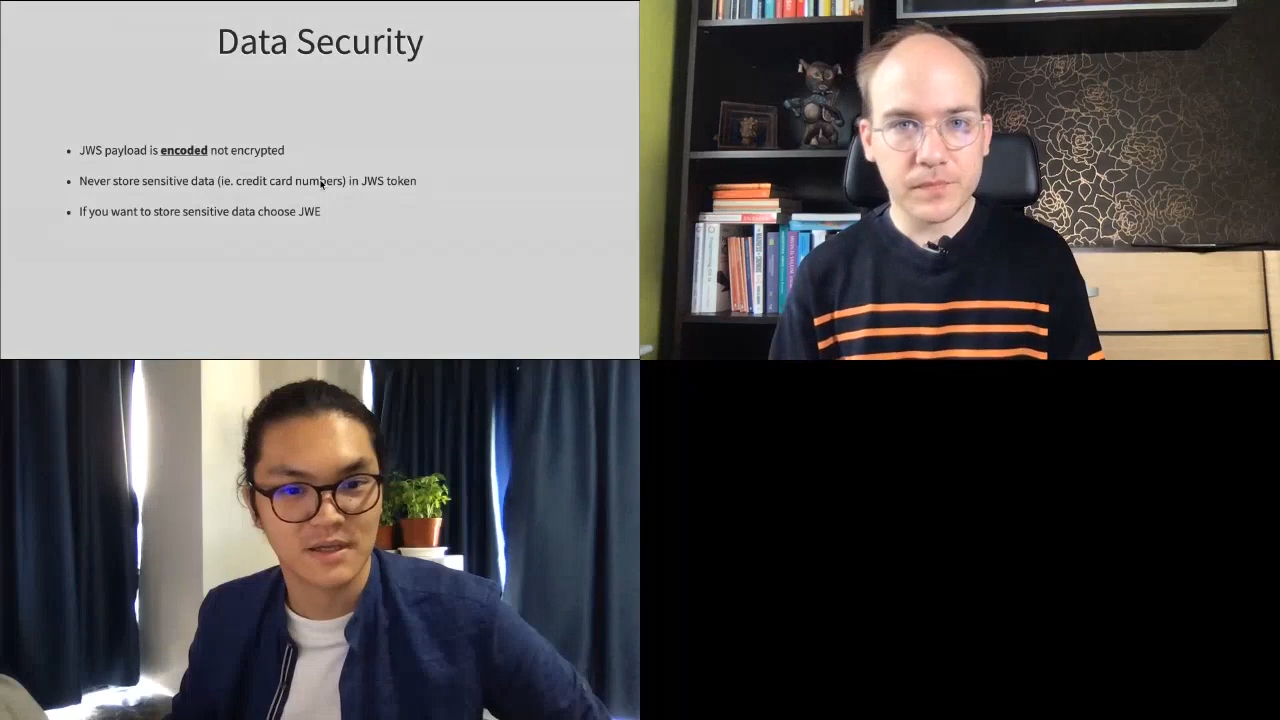 Data Security
JWS payload is encoded not encrypted
Never store sensitive data (ie. credit card numbers) in JWS token
If you want to store sensitive data choose JWE